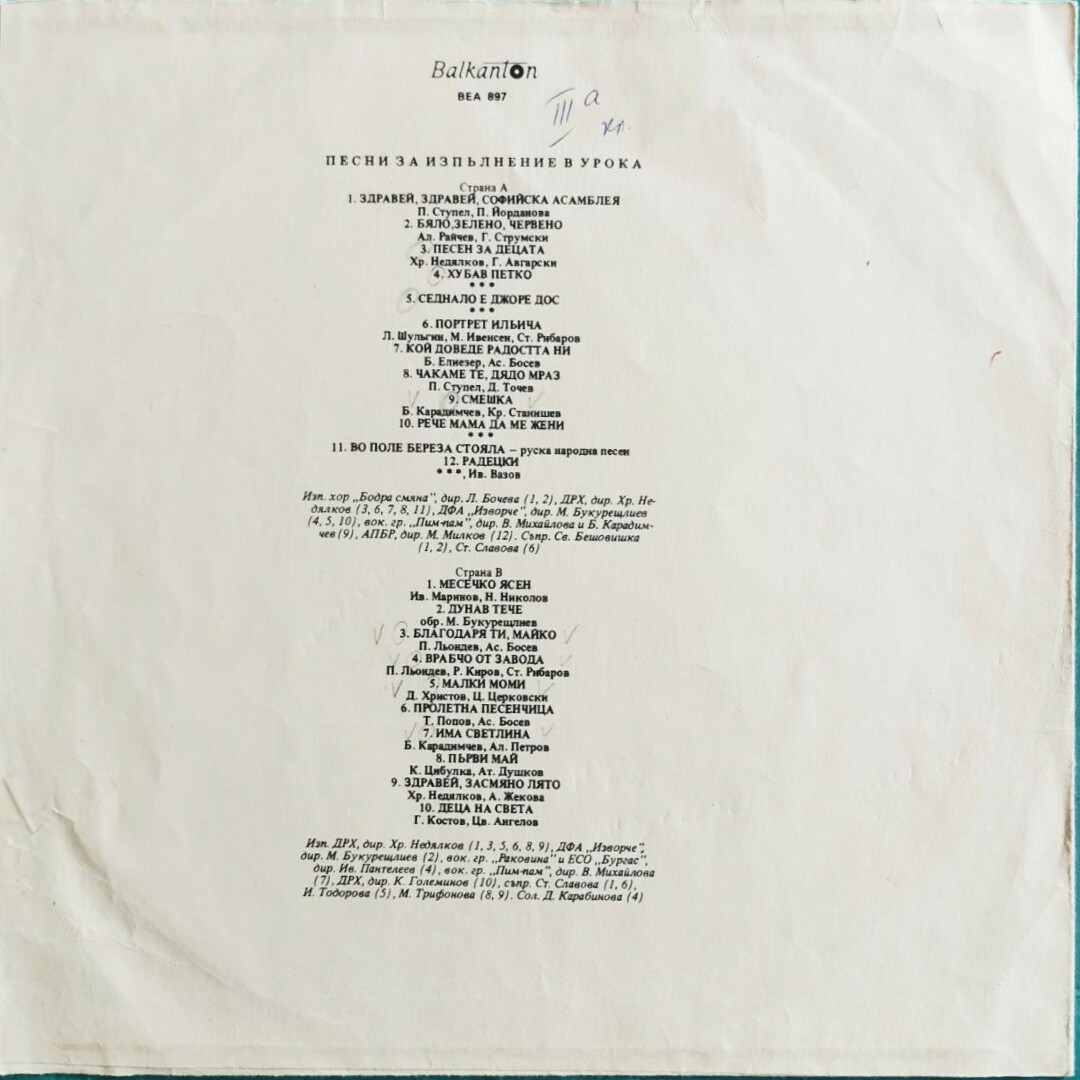 Balkanton
ВЕА 897
III а
кл.
ПЕСНИ ЗА ИЗПЪЛНЕНИЕ В УРОКА
Страна А
1. ЗДРАВЕЙ, ЗДРАВЕЙ, СОФИЙСКА АСАМБЛЕЯ
П. Ступел, П. Йорданова
2. БЯЛО,ЗЕЛЕНО, ЧЕРВЕНО
Ал. Райчев, Г. Струмски
3. ПЕСЕН ЗА ДЕЦАТА
Хр. Недялков, Г. Авгарски
4. ХУБАВ ПЕТКО
* * *
5. СЕДНАЛО Е ДЖОРЕ ДОС
* * *
6. ПОРТРЕТ ИЛЬИЧА
Л. Шульгин, М. Ивенсен, Ст. Рибаров
7. КОЙ ДОВЕДЕ РАДОСТТА НИ
Б. Елиезер, Ас. Босев
8. ЧАКАМЕ ТЕ, ДЯДО МРАЗ
П. Ступел, Д. Точев
9. СМЕШКА
Б. Карадимчев, Кр. Станишев
10. РЕЧЕ МАМА ДА МЕ ЖЕНИ
* * *
11. ВО ПОЛЕ БЕРЕЗА СТОЯЛА – руска народна песен
12. РАДЕЦКИ
* * *, Ив. Вазов
Изп. хор „Бодра смяна", дир. Л. Бочева (1, 2), ДРХ, дир. Хр. Не-
дялков (3, 6, 7, 8, 11), ДФА „Изворче", дир. М. Букурещлиев
(4, 5, 10), вок. гр. „Пим-пам", дир. В. Михайлова и Б. Карадим-
чев (9), АПБР, дир. М. Милков (12). Съпр. Св. Бешовишка
(1, 2), Ст. Славова (6)
Страна В
1. МЕСЕЧКО ЯСЕН
Ив. Маринов, Н. Николов
2. ДУНАВ ТЕЧЕ
обр. М. Букурещлиев
3. БЛАГОДАРЯ ТИ, МАЙКО
П. Льондев, Ас. Босев
4. ВРАБЧО ОТ ЗАВОДА
П. Льондев, Р. Киров, Ст. Рибаров
5. МАЛКИ МОМИ
Д. Христов, Ц. Церковски
6. ПРОЛЕТНА ПЕСЕНЧИЦА
Т. Попов, Ас. Босев
7. ИМА СВЕТЛИНА
Б. Карадимчев, Ал. Петров
8. ПЪРВИ МАЙ
К. Цибулка, Ат. Душков
9. ЗДРАВЕЙ, ЗАСМЯНО ЛЯТО
Хр. Недялков, А. Жекова
10. ДЕЦА НА СВЕТА
Г. Костов, Цв. Ангелов
Изп. ДРХ, дир. Хр. Недялков (1, 3, 5, 6, 8, 9), ДФА „Изворче",
дир. М. Букурещлиев (2), вок. гр. „Раковина" и ЕСО „Бургас",
дир. Ив. Пантелеев (4), вок. гр. „Пим-пам", дир. В. Михайлова
(7), ДРХ, дир. К. Големинов (10), съпр. Ст. Славова (1, 6),
И. Тодорова (5), М. Трифонова (8, 9). Сол. Д. Карабинова (4)